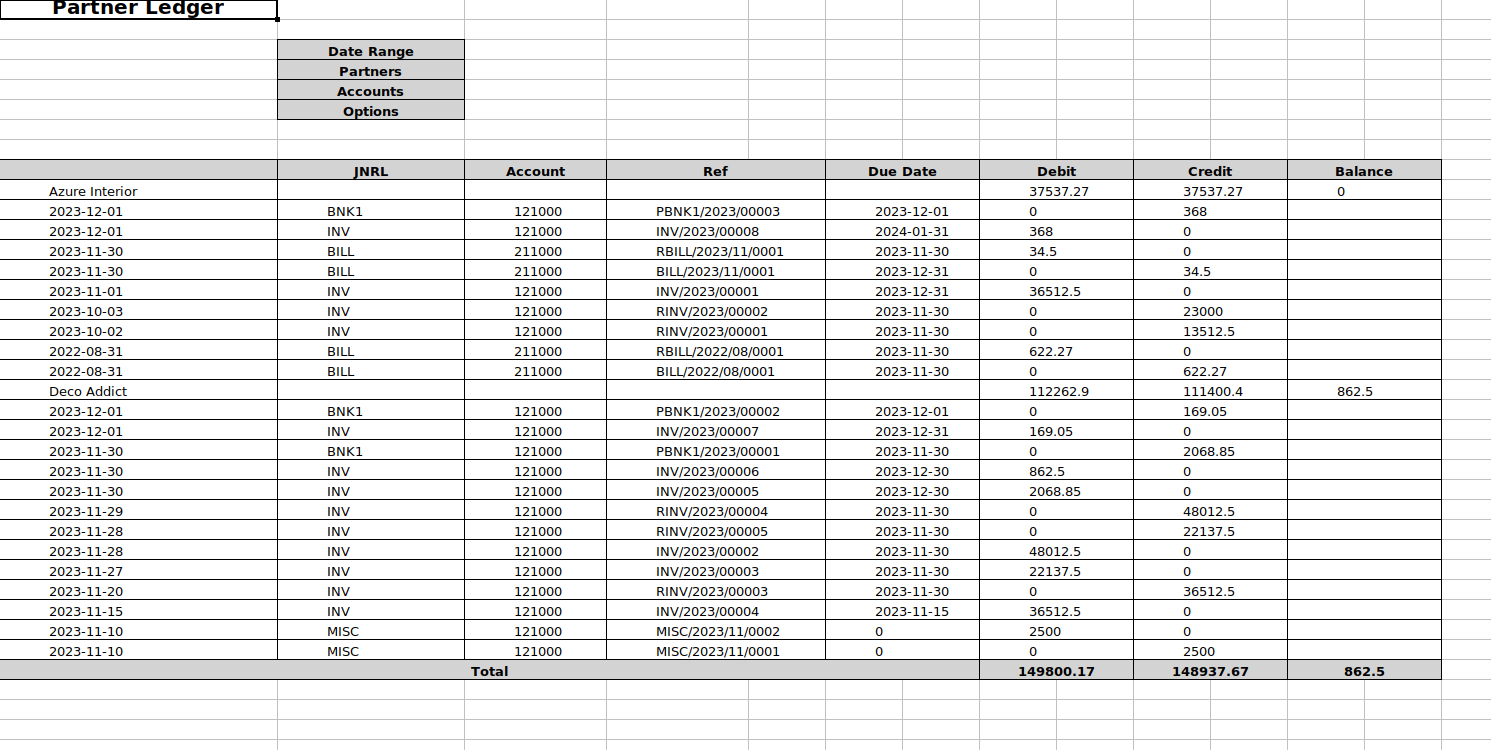 Partner Ledger
Date Range
Partners
Accounts
Options
JNRL Account Ref Due Date Debit Credit Balance
Azure Interior 37537.27 37537.27 0
2023-12-01 BNK1 121000 PBNK1/2023/00003 2023-12-01 0 368
2023-12-01 INV 121000 INV/2023/00008 2024-01-31 368 0
2023-11-30 BILL 211000 RBILL/2023/11/0001 2023-11-30 34.5 0
2023-11-30 BILL 211000 BILL/2023/11/0001 2023-12-31 0 34.5
2023-11-01 INV 121000 INV/2023/00001 2023-12-31 36512.5 0
2023-10-03 INV 121000 RINV/2023/00002 2023-11-30 0 23000
2023-10-02 INV 121000 RINV/2023/00001 2023-11-30 0 13512.5
2022-08-31 BILL 211000 RBILL/2022/08/0001 2023-11-30 622.27 0
2022-08-31 BILL 211000 BILL/2022/08/0001 2023-11-30 0 622.27
Deco Addict 112262.9 111400.4 862.5
2023-12-01 BNK1 121000 PBNK1/2023/00002 2023-12-01 0 169.05
2023-12-01 INV 121000 INV/2023/00007 2023-12-31 169.05 0
2023-11-30 BNK1 121000 PBNK1/2023/00001 2023-11-30 0 2068.85
2023-11-30 INV 121000 INV/2023/00006 2023-12-30 862.5 0
2023-11-30 INV 121000 INV/2023/00005 2023-12-30 2068.85 0
2023-11-29 INV 121000 RINV/2023/00004 2023-11-30 0 48012.5
2023-11-28 INV 121000 RINV/2023/00005 2023-11-30 0 22137.5
2023-11-28 INV 121000 INV/2023/00002 2023-11-30 48012.5 0
2023-11-27 INV 121000 INV/2023/00003 2023-11-30 22137.5 0
2023-11-20 INV 121000 RINV/2023/00003 2023-11-30 0 36512.5
2023-11-15 INV 121000 INV/2023/00004 2023-11-15 36512.5 0
2023-11-10 MISC 121000 MISC/2023/11/0002 0 2500 0
2023-11-10 MISC 121000 MISC/2023/11/0001 0 0 2500
Total 149800.17 148937.67 862.5